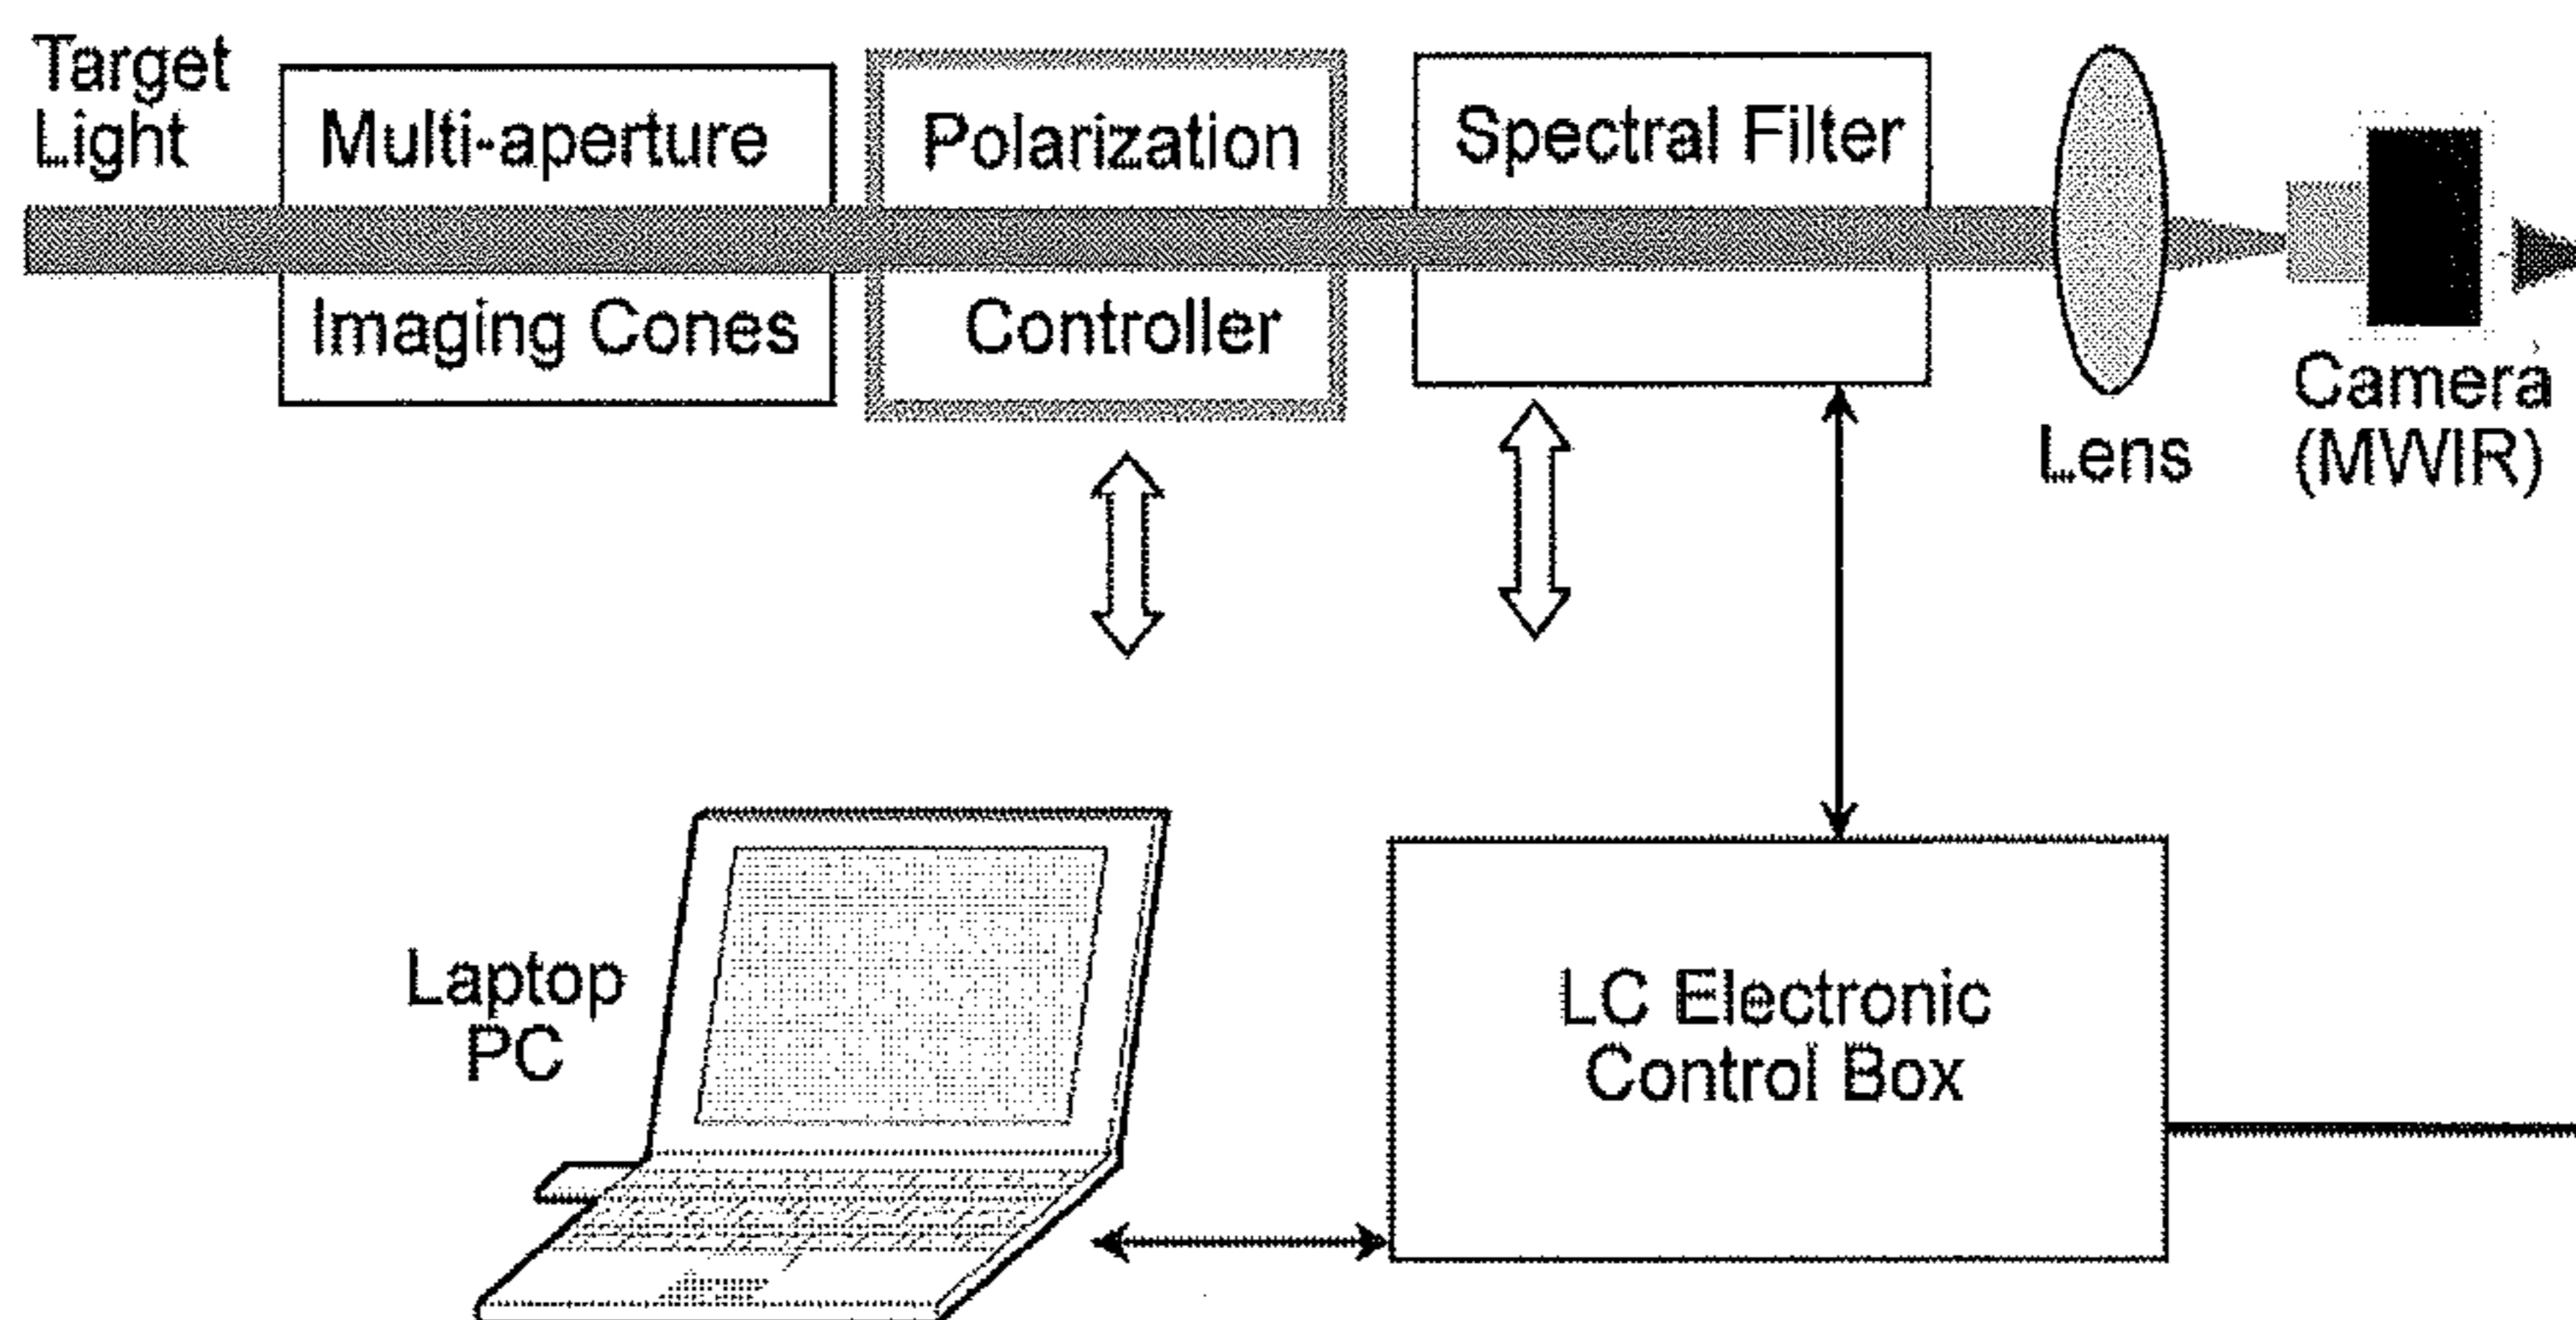 Target
Light
Multi-aperture
Imaging Cones
Polarization
Controller
Spectral Filter
Lens
Camera
(MWIR)
Laptop
PC
LC Electronic
Control Box